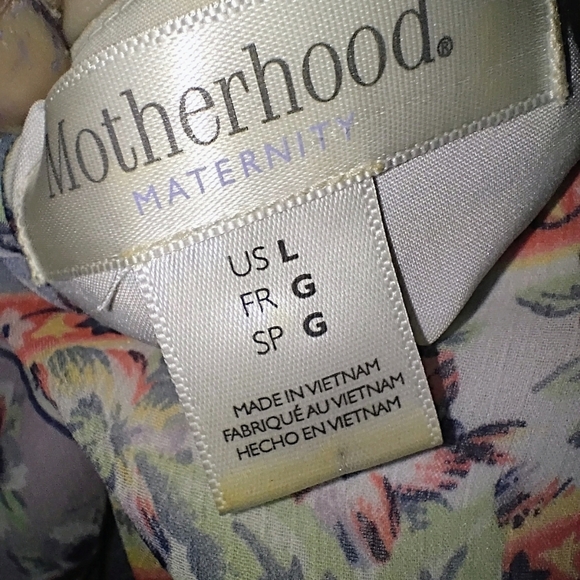 Motherhood®
MATERNITY
US L
FR G
SP G
MADE IN VIETNAM
FABRIQUÉ AU VIETNAM
HECHO EN VIETNAM